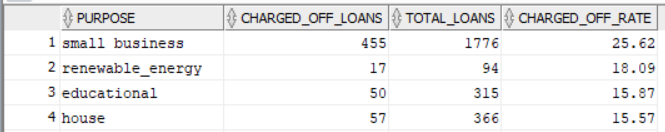 PURPOSE CHARGED_OFF_LOANS TOTAL_LOANS CHARGED_OFF_RATE
1 small business 455 1776 25.62
2 renewable_energy 17 94 18.09
3 educational 50 315 15.87
4 house 57 366 15.57